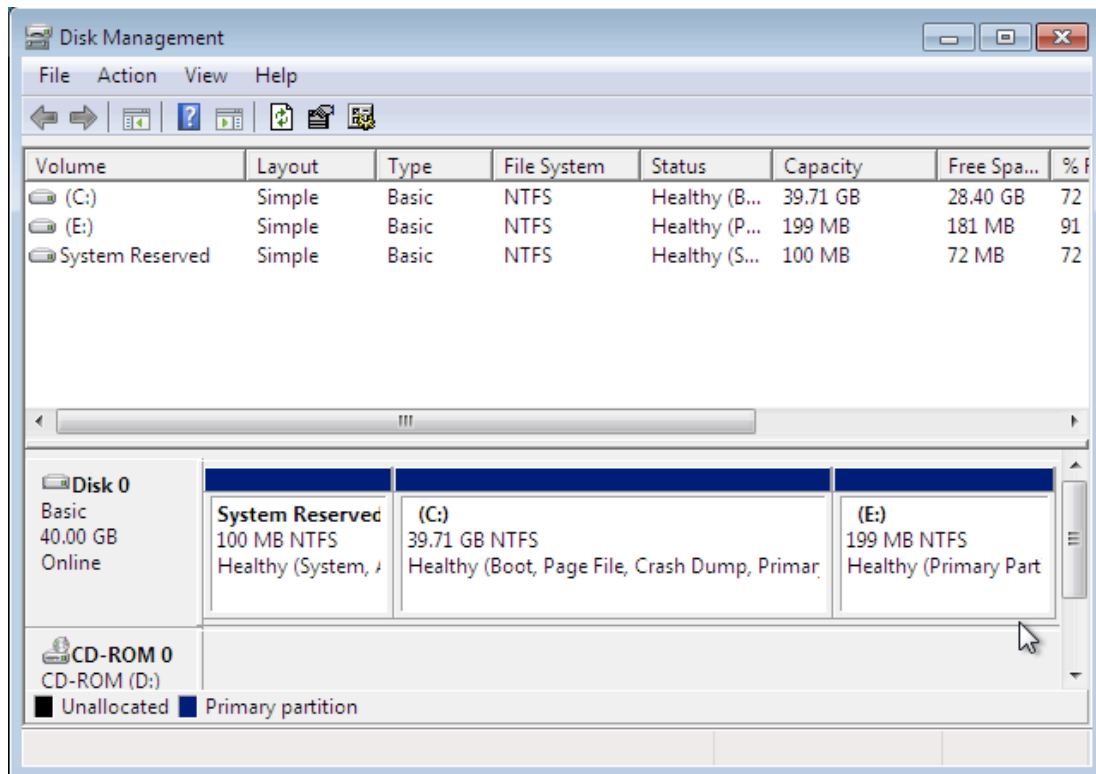 Disk Management
File Action View Help
Volume Layout Type File System Status Capacity Free Spa... % F
(C:) Simple Basic NTFS Healthy (B... 39.71 GB 28.40 GB 72
(E:) Simple Basic NTFS Healthy (P... 199 MB 181 MB 91
System Reserved Simple Basic NTFS Healthy (S... 100 MB 72 MB 72
Disk 0
Basic
40.00 GB
Online
System Reserved
100 MB NTFS
Healthy (System, A
(C:)
39.71 GB NTFS
Healthy (Boot, Page File, Crash Dump, Primar
(E:)
199 MB NTFS
Healthy (Primary Part
CD-ROM 0
CD-ROM (D:)
Unallocated Primary partition